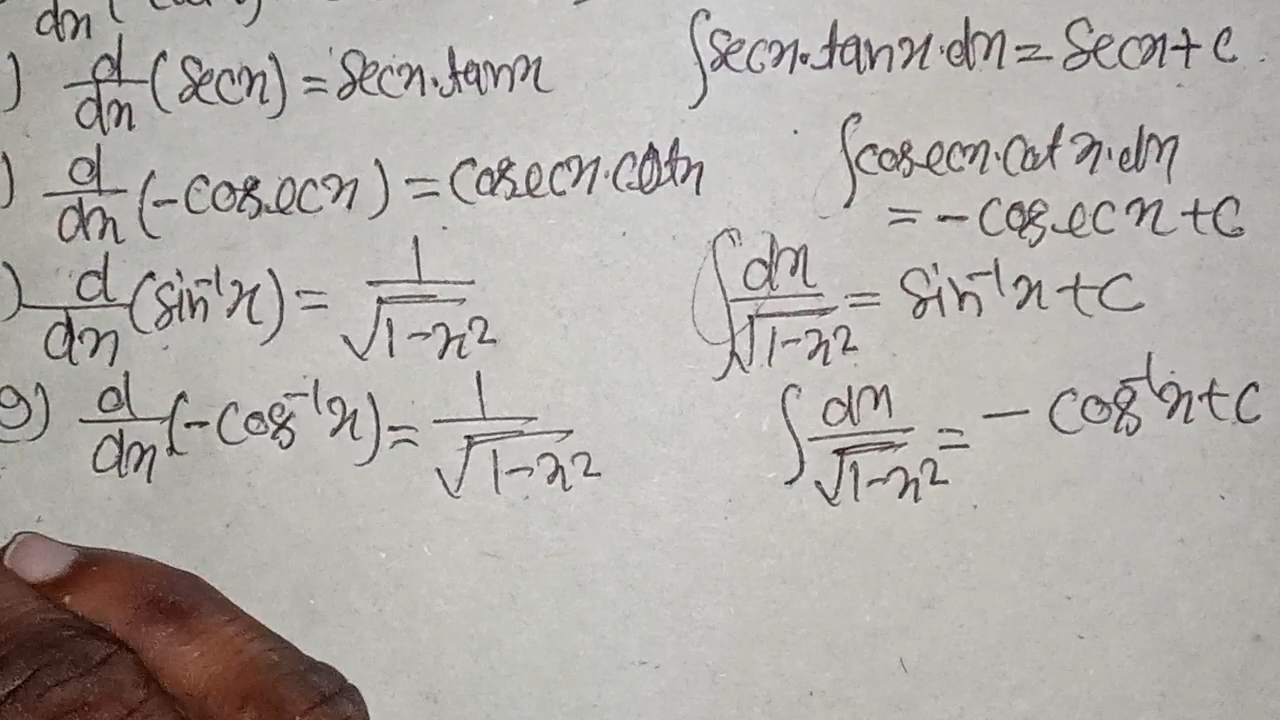 ) d/dx (secx) = secx.tanx ∫secx.tanx.dx = secx + c
) d/dx (-cosecx) = cosecx.cotx ∫cosecx.cotx.dx
= -cosecx + c
) d/dx (sin⁻¹x) = 1/√1-x² ∫dx/√1-x² = sin⁻¹x + c
9) d/dx (-cos⁻¹x) = 1/√1-x² ∫dx/√1-x² = - cos⁻¹x + c